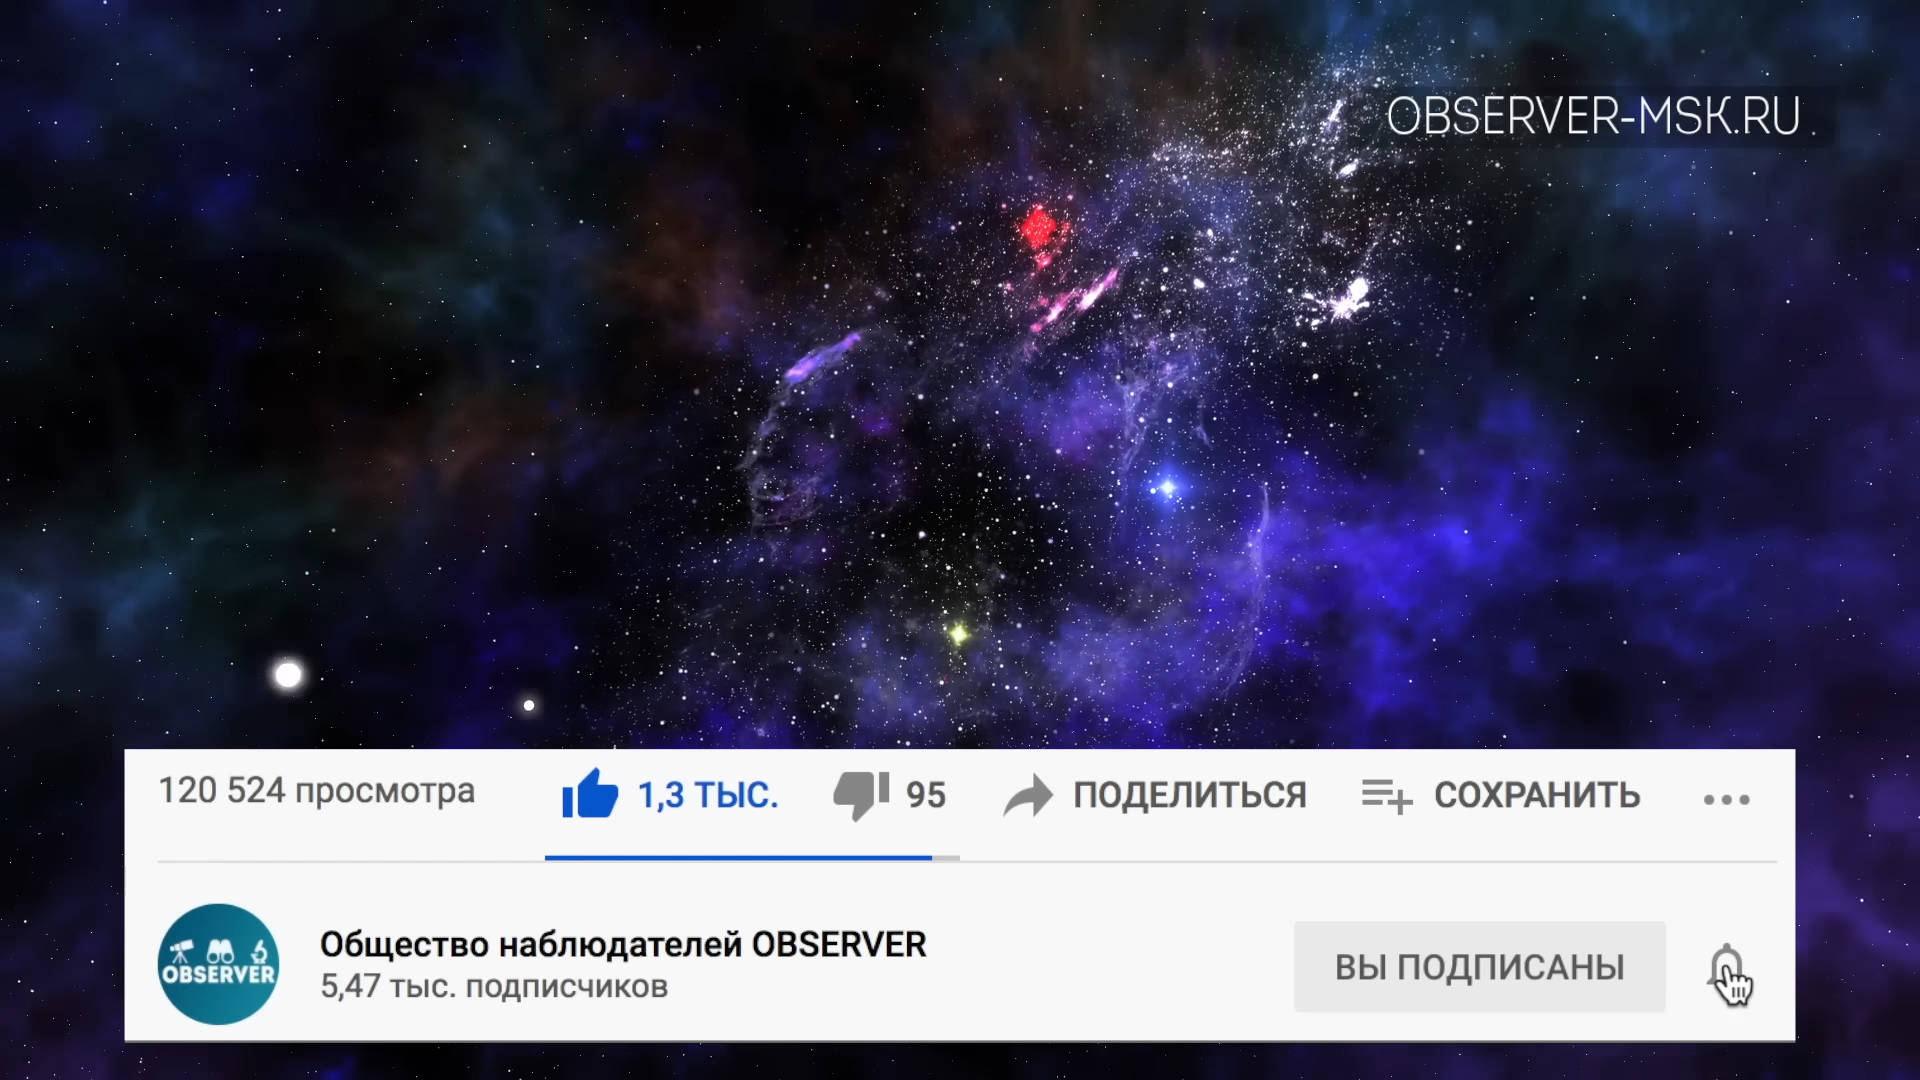 OBSERVER-MSK.RU
120 524 просмотра
1,3 ТЫС.
95
ПОДЕЛИТЬСЯ
СОХРАНИТЬ
OBSERVER
Общество наблюдателей OBSERVER
5,47 тыс. подписчиков
ВЫ ПОДПИСАНЫ